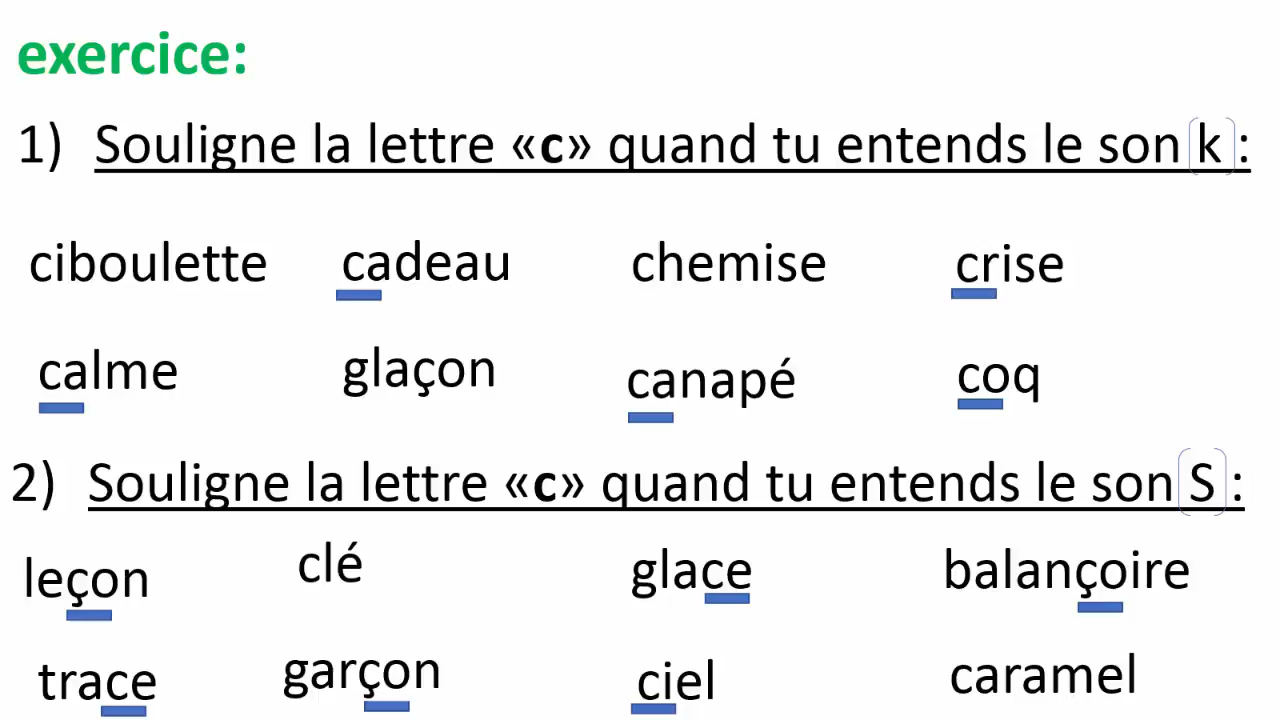 exercice:
1) Souligne la lettre «c» quand tu entends le son k :
ciboulette cadeau chemise crise
calme glaçon canapé coq
2) Souligne la lettre «c» quand tu entends le son S :
leçon clé glace balançoire
trace garçon ciel caramel